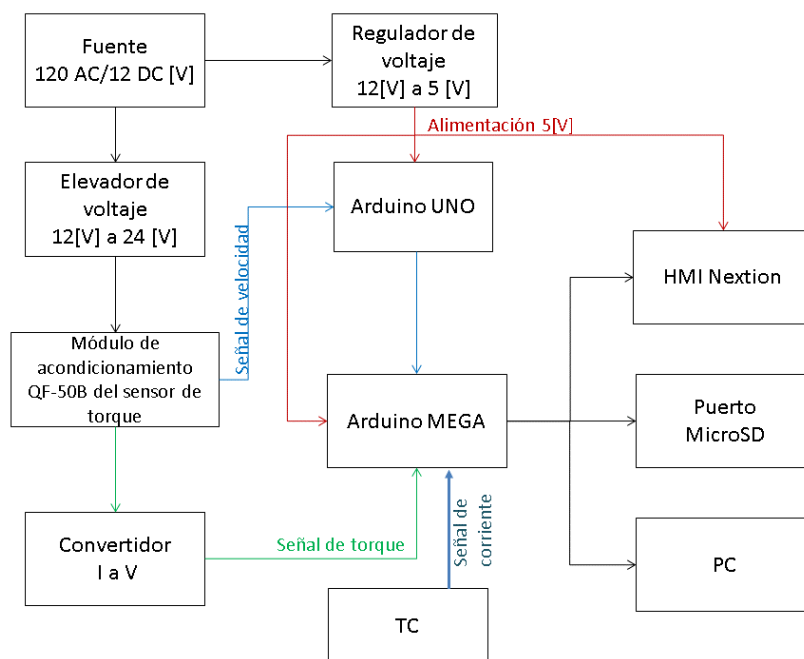 Fuente
120 AC/12 DC [V]
Regulador de
voltaje
12[V] a 5 [V]
Alimentación 5[V]
Elevador de
voltaje
12[V] a 24 [V]
Arduino UNO
Señal de velocidad
HMI Nextion
Módulo de
acondicionamiento
QF-50B del sensor de
torque
Arduino MEGA
Puerto
MicroSD
Señal de torque
Señal de
corriente
Convertidor
I a V
PC
TC